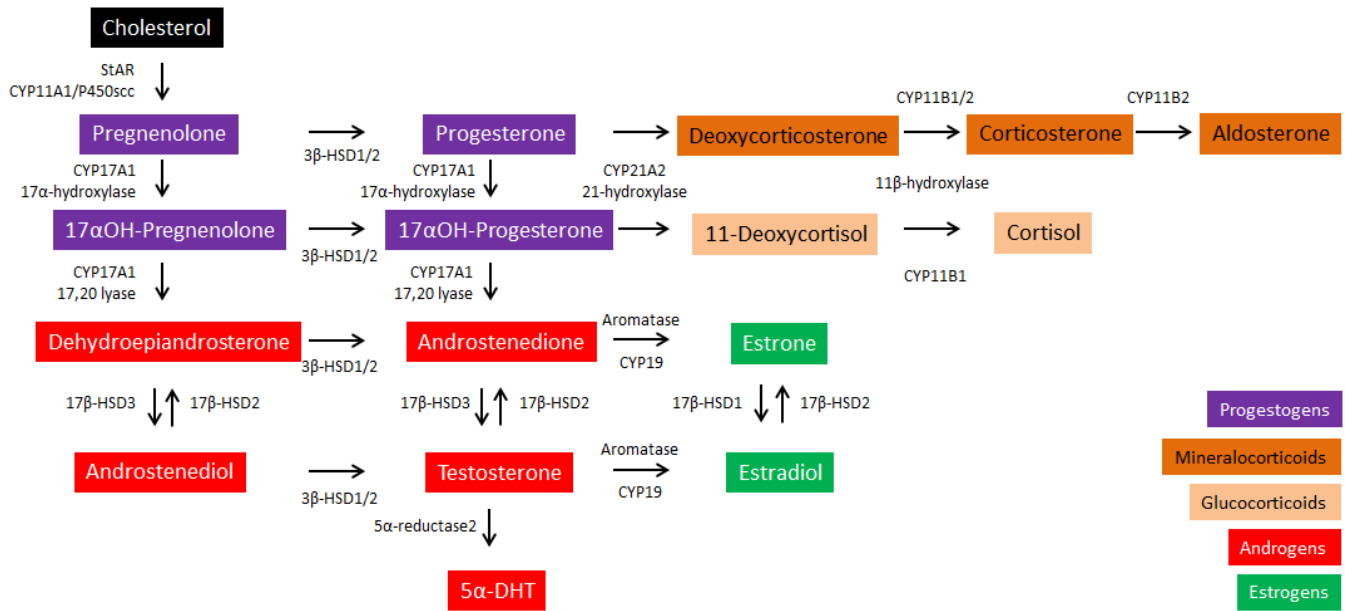 Cholesterol
StAR
CYP11A1/P450scc
CYP11B1/2
CYP11B2
Pregnenolone
Progesterone
Deoxycorticosterone
Corticosterone
Aldosterone
3β-HSD1/2
CYP17A1
17α-hydroxylase
CYP17A1
17α-hydroxylase
CYP21A2
21-hydroxylase
11β-hydroxylase
17αOH-Pregnenolone
17αOH-Progesterone
11-Deoxycortisol
Cortisol
3β-HSD1/2
CYP17A1
17,20 lyase
CYP17A1
17,20 lyase
CYP11B1
Dehydroepiandrosterone
Androstenedione
Aromatase
CYP19
Estrone
3β-HSD1/2
17β-HSD3
17β-HSD2
17β-HSD3
17β-HSD2
17β-HSD1
17β-HSD2
Androstenediol
Testosterone
Aromatase
CYP19
Estradiol
3β-HSD1/2
5α-reductase2
5α-DHT
Progestogens
Mineralocorticoids
Glucocorticoids
Androgens
Estrogens